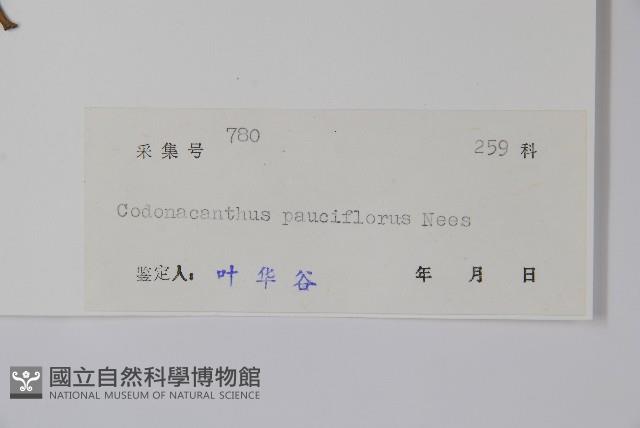 采集号 780 259 科
Codonacanthus pauciflorus Nees
鉴定人: 叶华谷 年 月 日
國立自然科學博物館
NATIONAL MUSEUM OF NATURAL SCIENCE